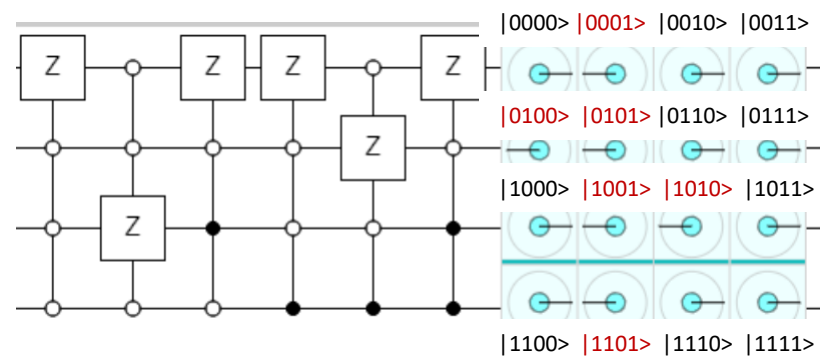 |0000> |0001> |0010> |0011>
Z Z Z Z
|0100> |0101> |0110> |0111>
Z
|1000> |1001> |1010> |1011>
Z
|1100> |1101> |1110> |1111>